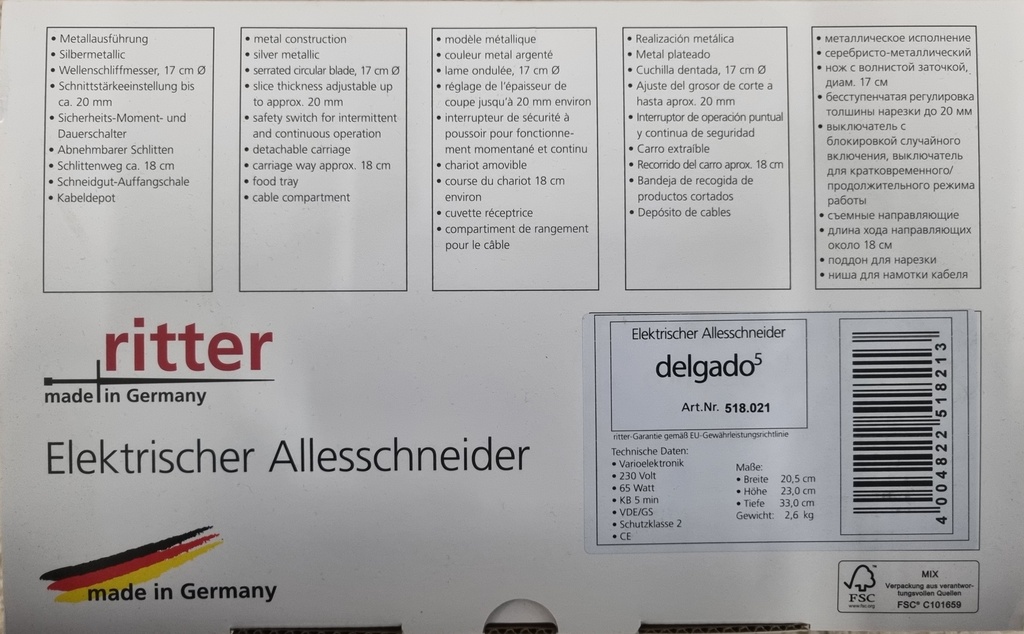 • Metallausführung
• Silbermetallic
• Wellenschliffmesser, 17 cm Ø
• Schnittstärkeeinstellung bis
ca. 20 mm
• Sicherheits-Moment- und
Dauerschalter
• Abnehmbarer Schlitten
• Schlittenweg ca. 18 cm
• Schneidgut-Auffangschale
• Kabeldepot
• metal construction
• silver metallic
• serrated circular blade, 17 cm Ø
• slice thickness adjustable up
to approx. 20 mm
• safety switch for intermittent
and continuous operation
• detachable carriage
• carriage way approx. 18 cm
• food tray
• cable compartment
• modèle métallique
• couleur metal argenté
• lame ondulée, 17 cm Ø
• réglage de l'épaisseur de
coupe jusqu'à 20 mm environ
• interrupteur de sécurité à
poussoir pour fonctionne-
ment momentané et continu
• chariot amovible
• course du chariot 18 cm
environ
• cuvette réceptrice
• compartiment de rangement
pour le câble
• Realización metálica
• Metal plateado
• Cuchilla dentada, 17 cm Ø
• Ajuste del grosor de corte a
hasta aprox. 20 mm
• Interruptor de operación puntual
y continua de seguridad
• Carro extraíble
• Recorrido del carro aprox. 18 cm
• Bandeja de recogida de
productos cortados
• Depósito de cables
• металлическое исполнение
• серебристо-металлический
• нож с волнистой заточкой,
диам. 17 см
• бесступенчатая регулировка
толшины нарезки до 20 мм
• выключатель с
блокировкой случайного
включения, выключатель
для кратковременного/
продолжительного режима
работы
• съемные направляющие
• длина хода направляющих
около 18 см
• поддон для нарезки
• ниша для намотки кабеля
ritter
made in Germany
Elektrischer Allesschneider
made in Germany
Elektrischer Allesschneider
delgado⁵
Art.Nr. 518.021
ritter-Garantie gemäß EU-Gewährleistungsrichtlinie
Technische Daten:
• Varioelektronik
• 230 Volt
• 65 Watt
• KB 5 min
• VDE/GS
• Schutzklasse 2
• CE
Maße:
• Breite 20,5 cm
• Höhe 23,0 cm
• Tiefe 33,0 cm
Gewicht: 2,6 kg
4004822518213
FSC
www.fsc.org
MIX
Verpackung aus verantwor-
tungsvollen Quellen
FSC® C101659